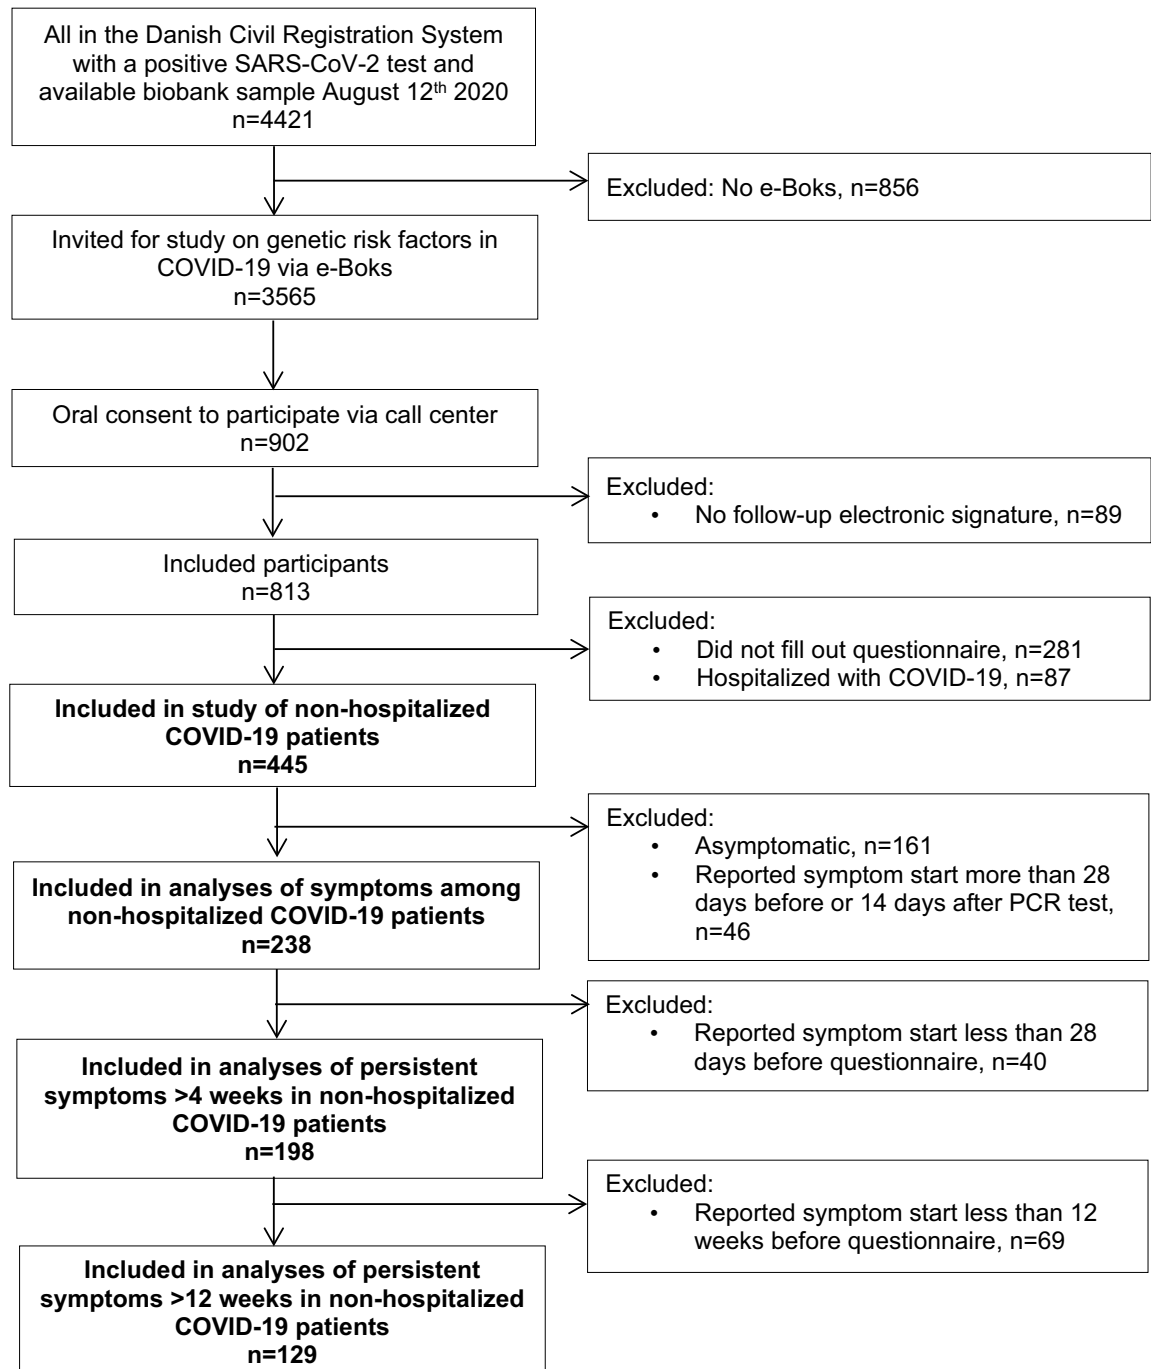 All in the Danish Civil Registration System
with a positive SARS-CoV-2 test and
available biobank sample August 12th 2020
n=4421
Excluded: No e-Boks, n=856
Invited for study on genetic risk factors in
COVID-19 via e-Boks
n=3565
Oral consent to participate via call center
n=902
Excluded:
• No follow-up electronic signature, n=89
Included participants
n=813
Excluded:
• Did not fill out questionnaire, n=281
• Hospitalized with COVID-19, n=87
Included in study of non-hospitalized
COVID-19 patients
n=445
Excluded:
• Asymptomatic, n=161
• Reported symptom start more than 28
days before or 14 days after PCR test,
n=46
Included in analyses of symptoms among
non-hospitalized COVID-19 patients
n=238
Excluded:
• Reported symptom start less than 28
days before questionnaire, n=40
Included in analyses of persistent
symptoms >4 weeks in non-hospitalized
COVID-19 patients
n=198
Excluded:
• Reported symptom start less than 12
weeks before questionnaire, n=69
Included in analyses of persistent
symptoms >12 weeks in non-hospitalized
COVID-19 patients
n=129